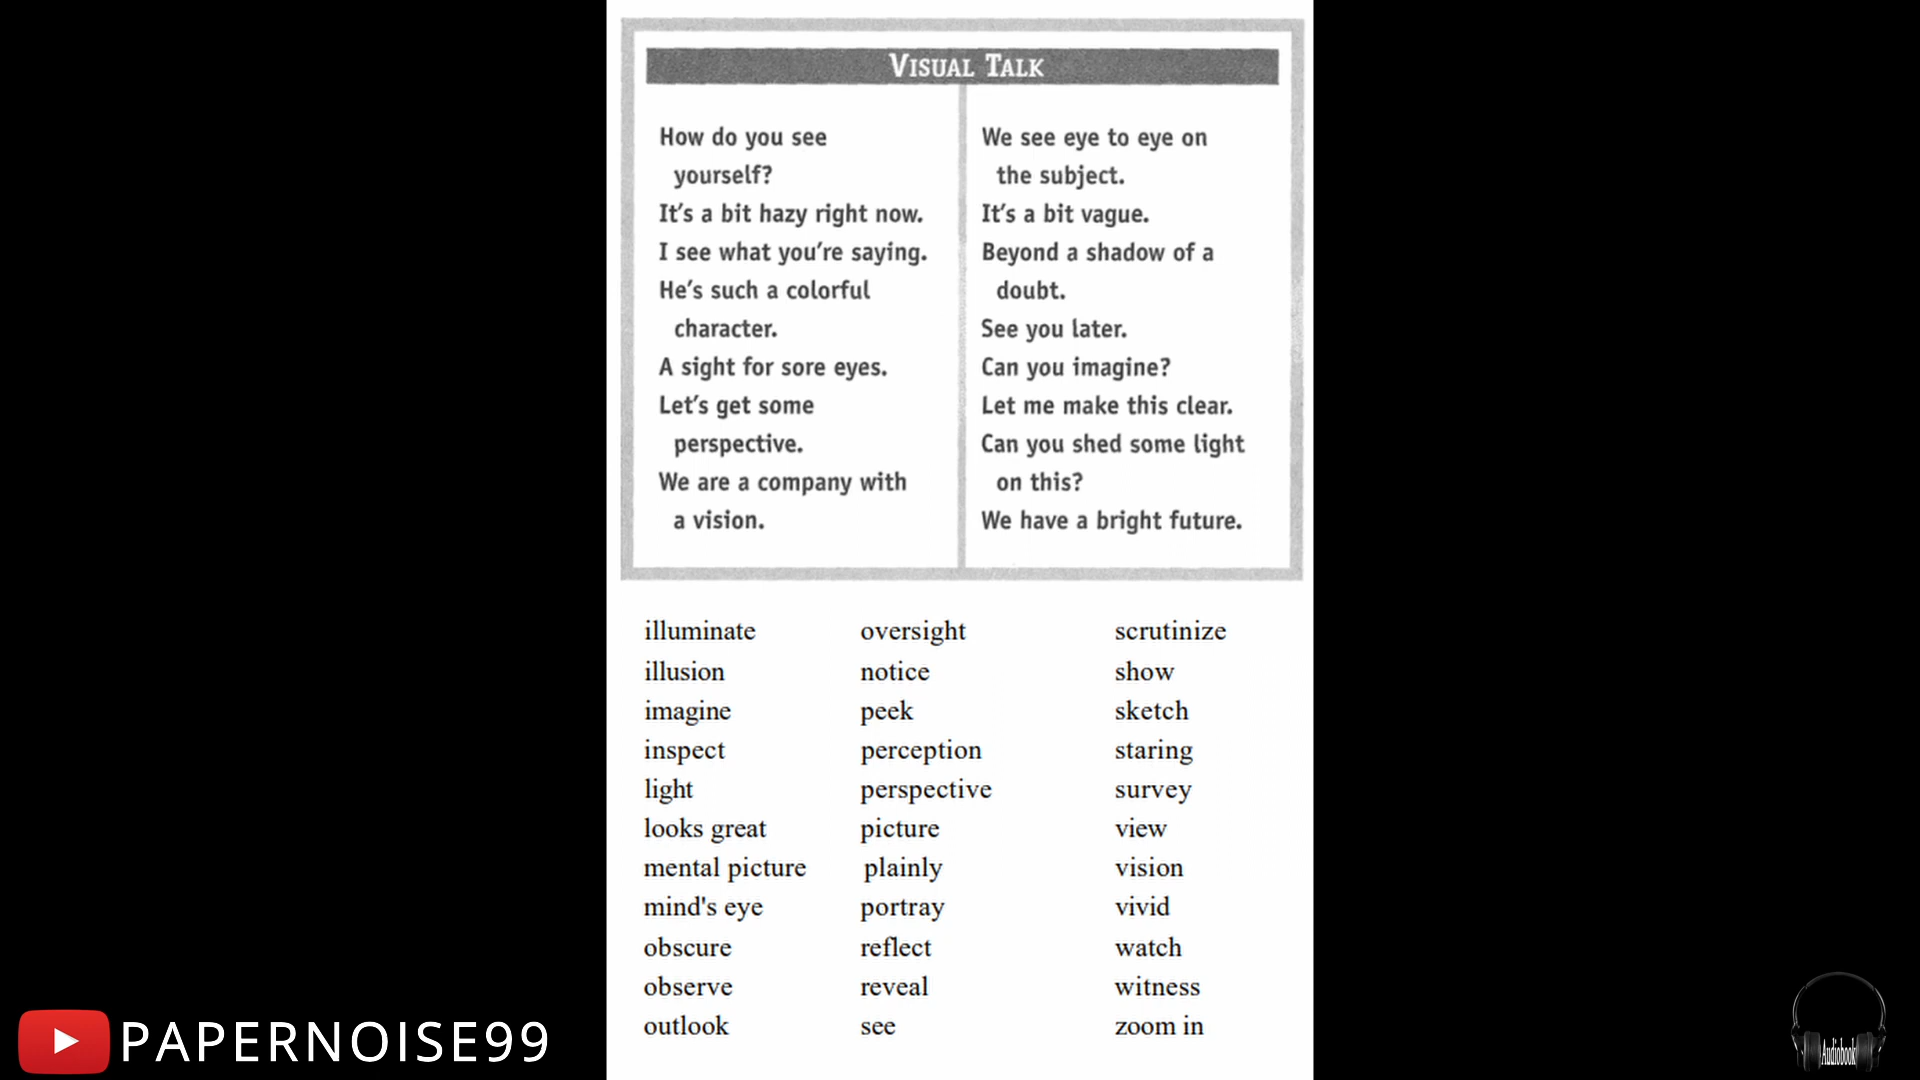 VISUAL TALK
How do you see
yourself?
It's a bit hazy right now.
I see what you're saying.
He's such a colorful
character.
A sight for sore eyes.
Let's get some
perspective.
We are a company with
a vision.
We see eye to eye on
the subject.
It's a bit vague.
Beyond a shadow of a
doubt.
See you later.
Can you imagine?
Let me make this clear.
Can you shed some light
on this?
We have a bright future.
illuminate oversight scrutinize
illusion notice show
imagine peek sketch
inspect perception staring
light perspective survey
looks great picture view
mental picture plainly vision
mind's eye portray vivid
obscure reflect watch
observe reveal witness
outlook see zoom in
PAPERNOISE99
Audiobook